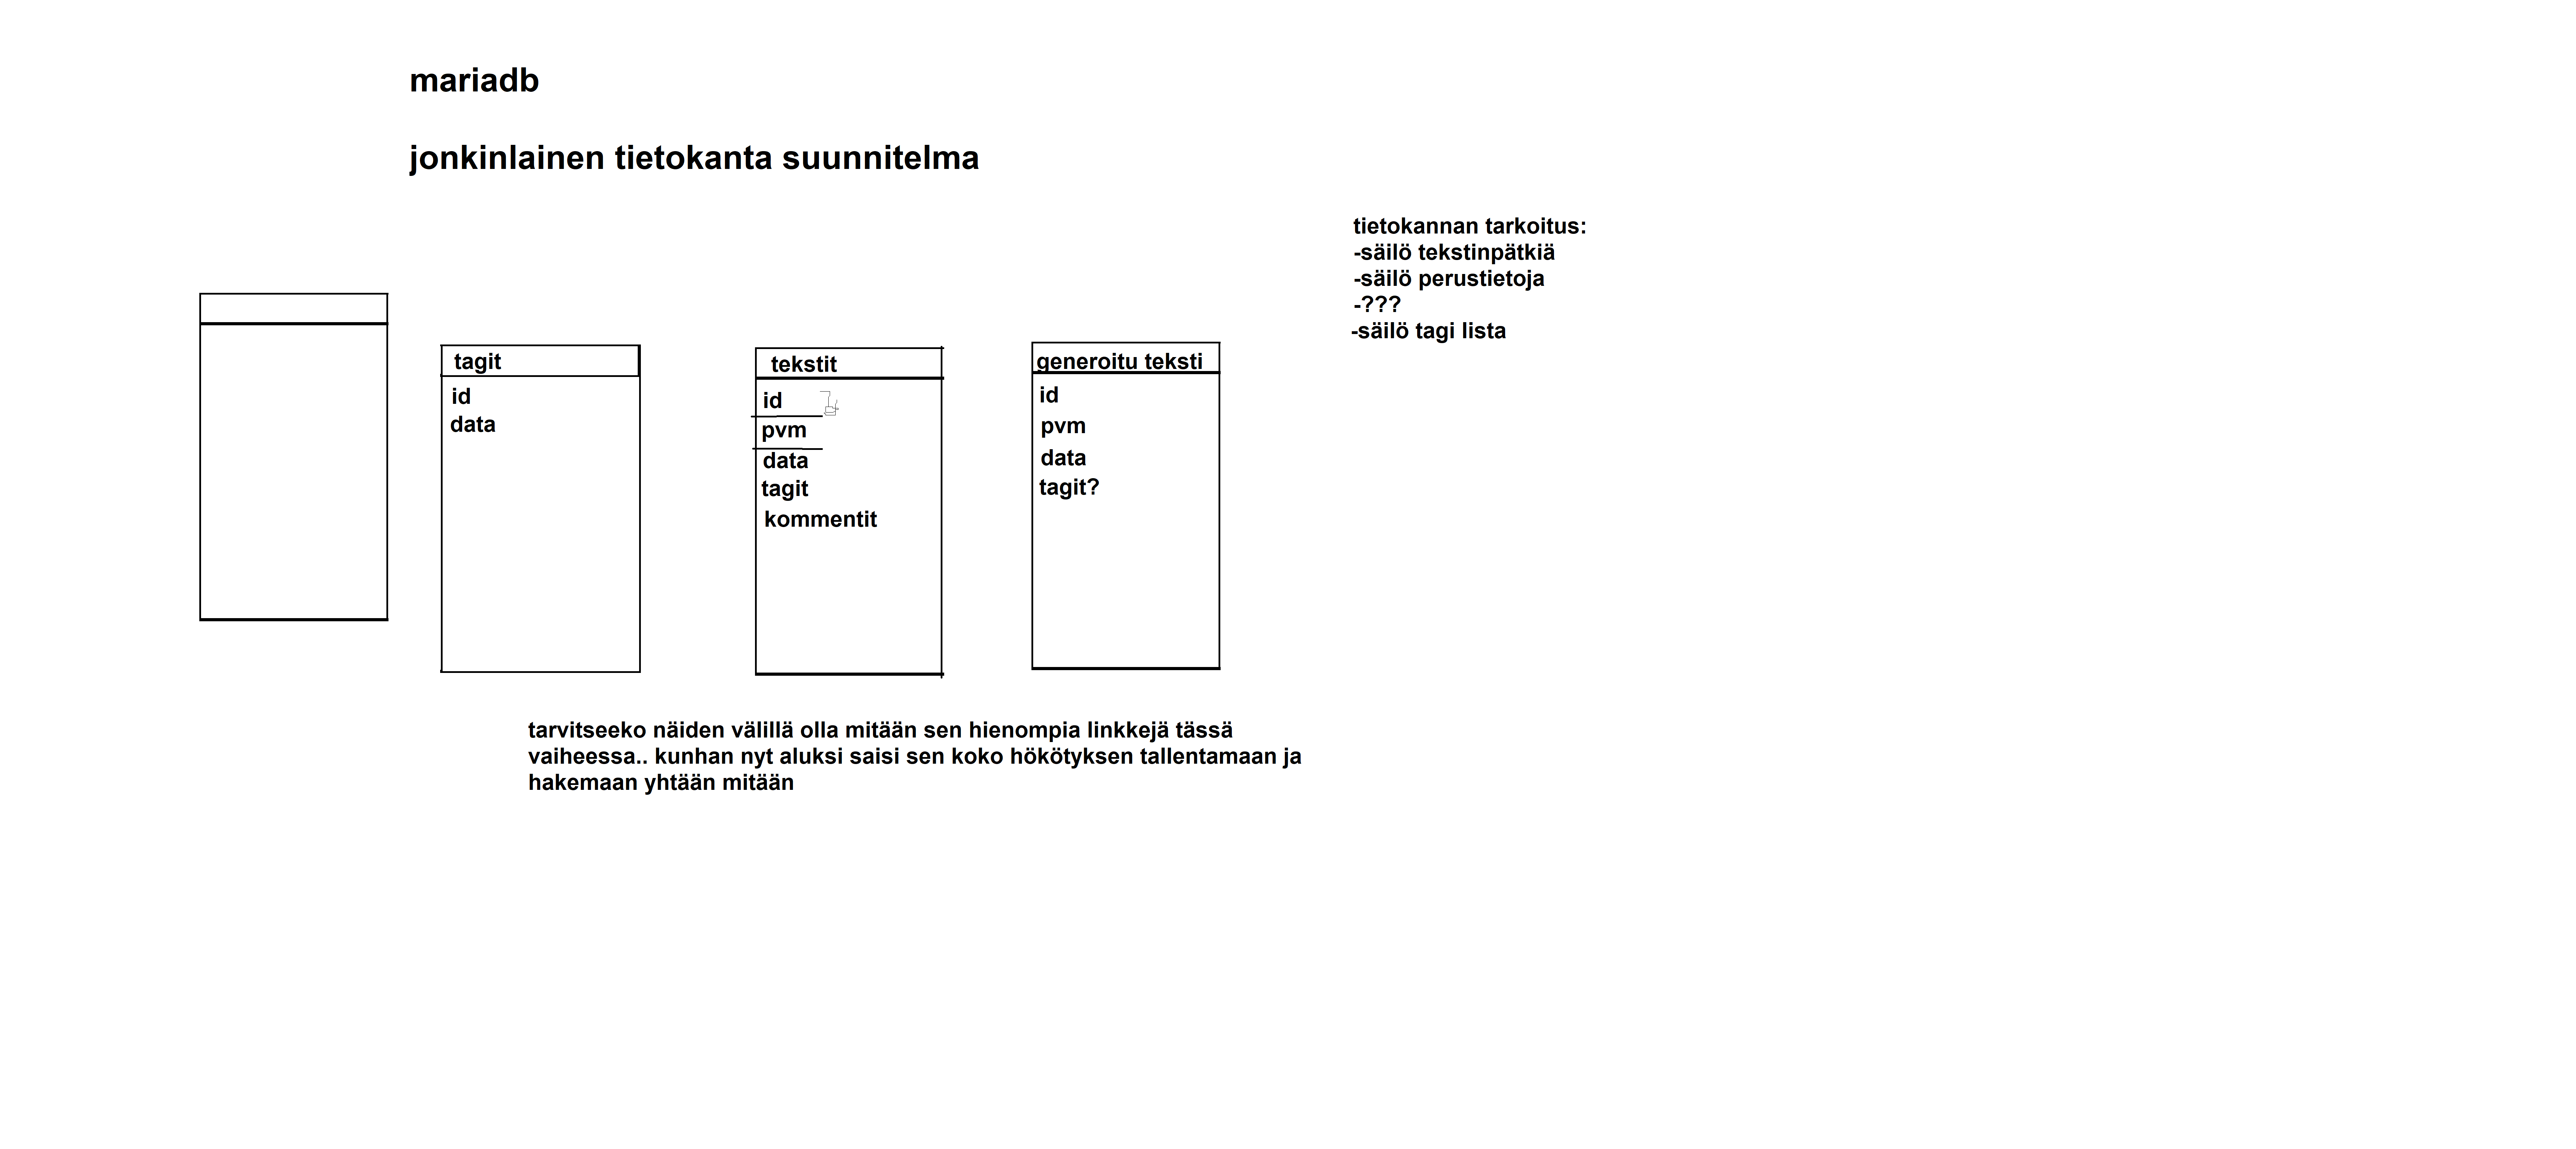 mariadb
jonkinlainen tietokanta suunnitelma
tietokannan tarkoitus:
-säilö tekstinpätkiä
-säilö perustietoja
-???
-säilö tagi lista
tagit
id
data
tekstit
id
pvm
data
tagit
kommentit
generoitu teksti
id
pvm
data
tagit?
tarvitseeko näiden välillä olla mitään sen hienompia linkkejä tässä
vaiheessa.. kunhan nyt aluksi saisi sen koko hökötyksen tallentamaan ja
hakemaan yhtään mitään